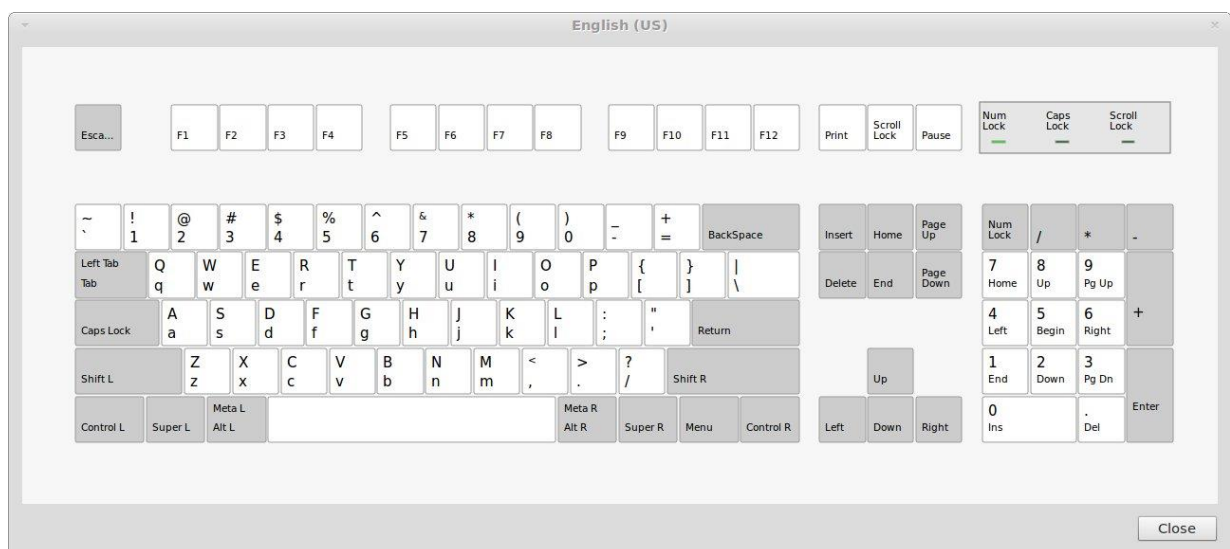 English (US)
Esca... F1 F2 F3 F4 F5 F6 F7 F8 F9 F10 F11 F12 Print Scroll Lock Pause Num Lock Caps Lock Scroll Lock
~ ! @ # $ % ^ & * ( ) _ +
` 1 2 3 4 5 6 7 8 9 0 - = BackSpace Insert Home Page Up Num Lock / * -
Left Tab Q W E R T Y U I O P { } | 7 8 9
Tab q w e r t y u i o p [ ] \ Delete End Page Down Home Up Pg Up
A S D F G H J K L : " 4 5 6 +
Caps Lock a s d f g h j k l ; ' Return Left Begin Right
Z X C V B N M < > ? 1 2 3
Shift L z x c v b n m , . / Shift R Up End Down Pg Dn
Meta L Meta R 0 . Enter
Control L Super L Alt L Alt R Super R Menu Control R Left Down Right Ins Del
Close